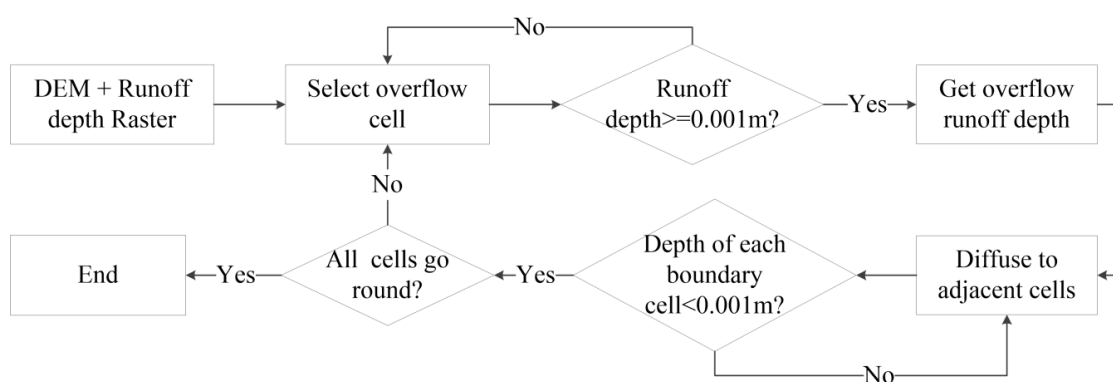 No
DEM + Runoff
depth Raster
Select overflow
cell
Runoff
depth>=0.001m?
Yes
Get overflow
runoff depth
No
End
Yes
All cells go
round?
Yes
Depth of each
boundary
cell<0.001m?
Diffuse to
adjacent cells
No